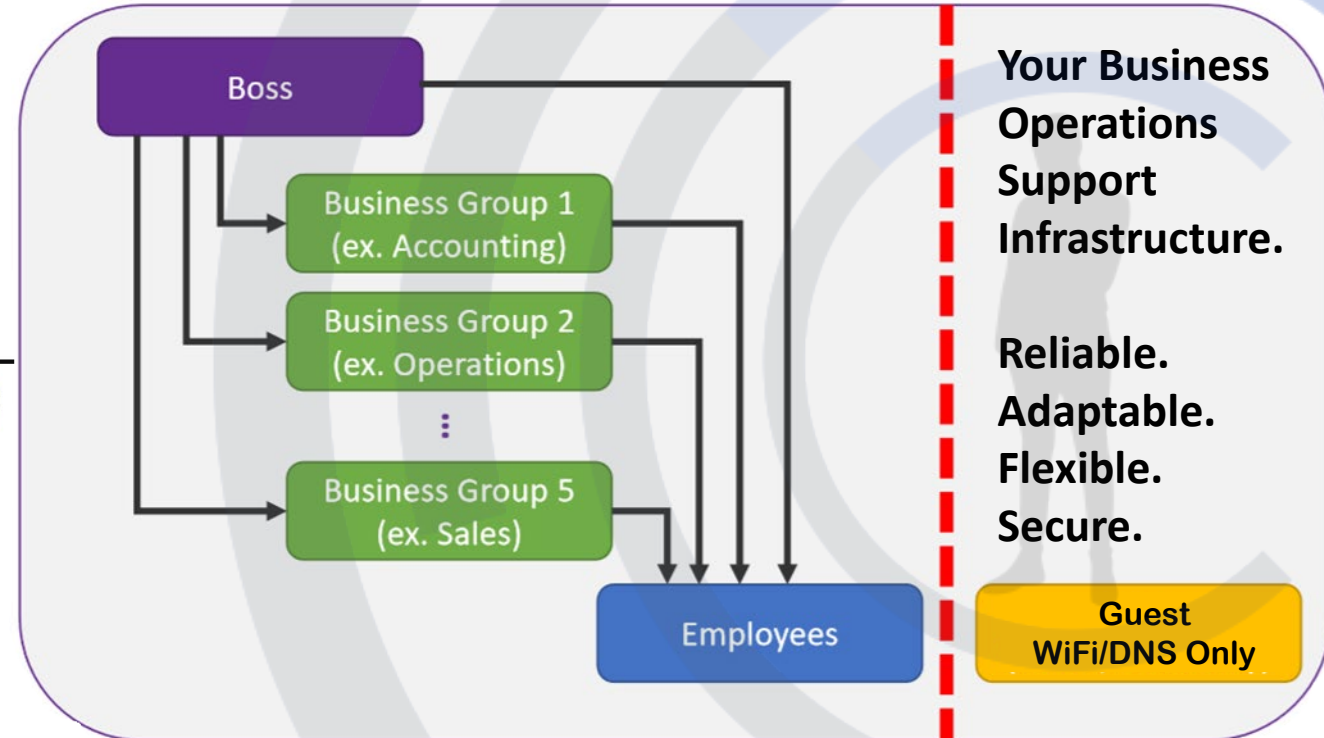 Boss
Business Group 1
(ex. Accounting)
Business Group 2
(ex. Operations)
Business Group 5
(ex. Sales)
Employees
Your Business
Operations
Support
Infrastructure.
Reliable.
Adaptable.
Flexible.
Secure.
Guest
WiFi/DNS Only